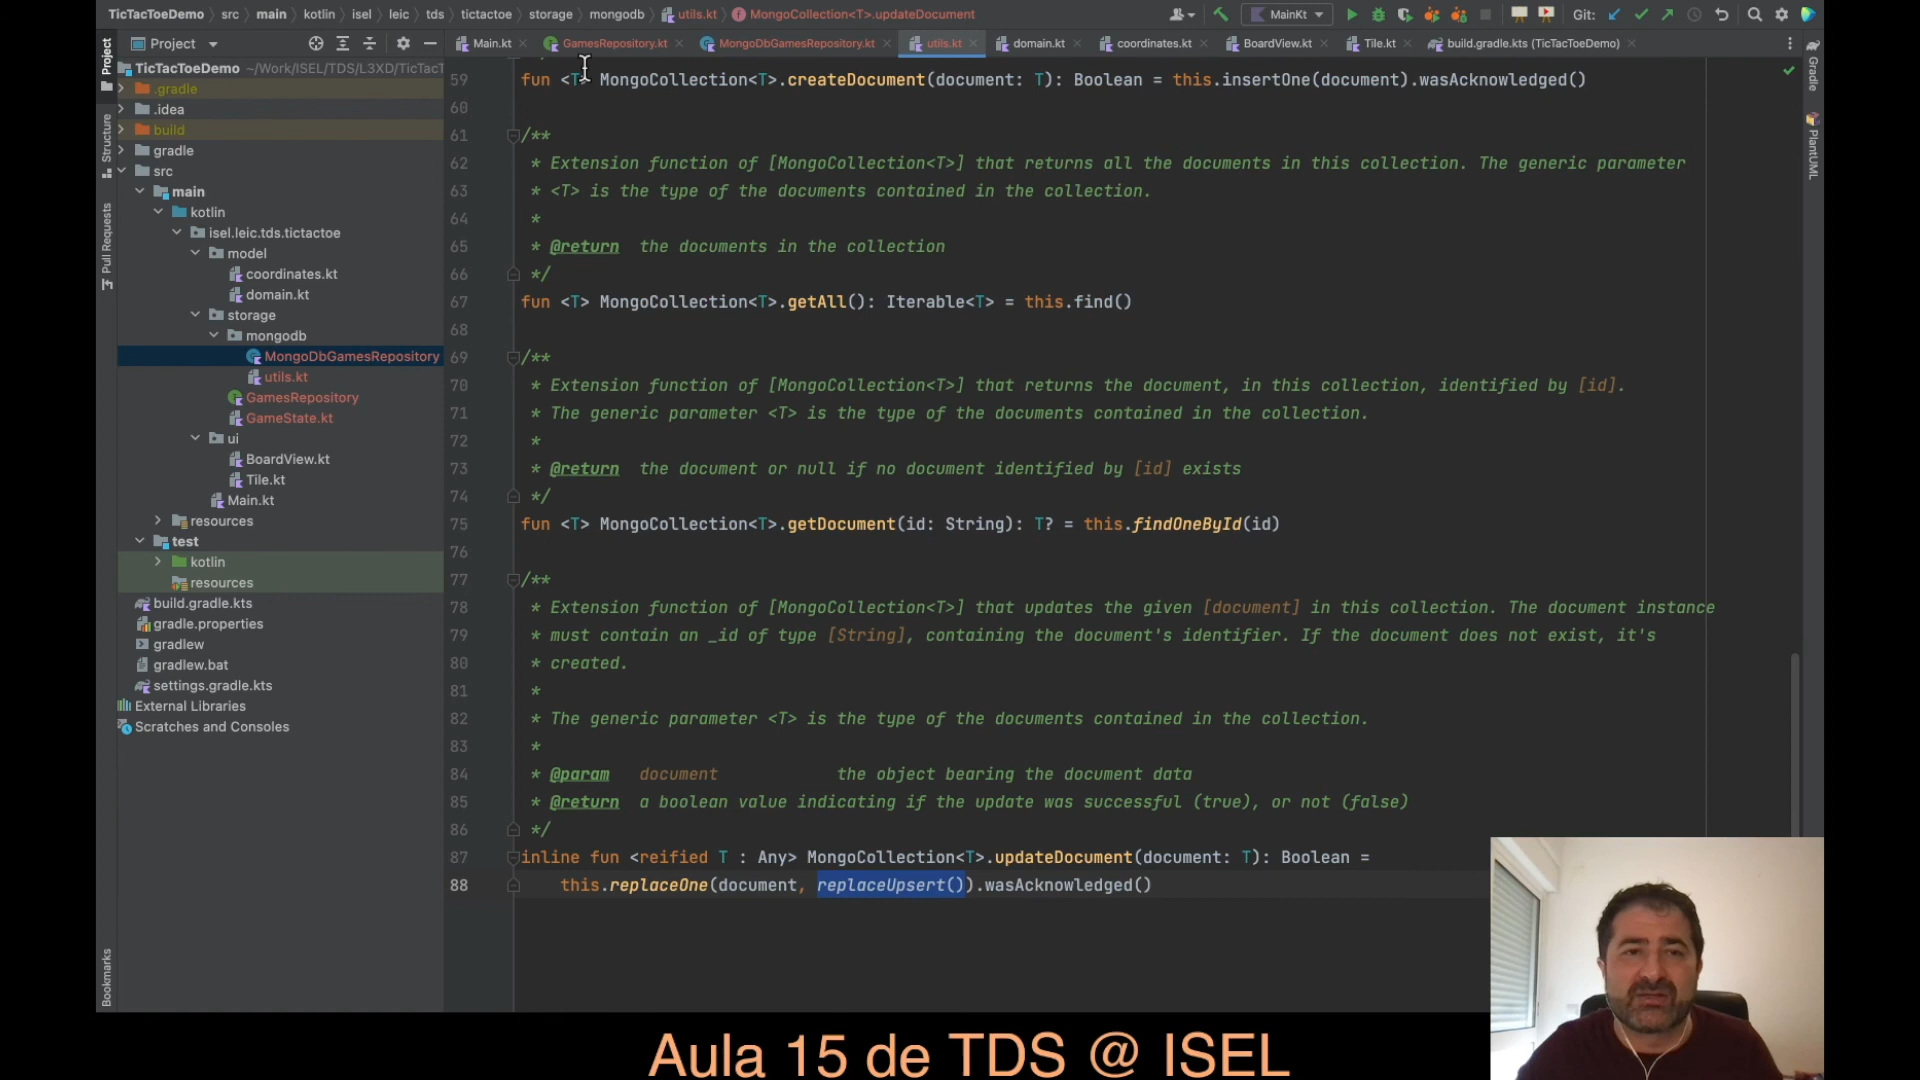 TicTacToeDemo › src › main › kotlin › isel › leic › tds › tictactoe › storage › mongodb › utils.kt › MongoCollection<T>.updateDocument
MainKt
Git:
Project
Main.kt
GamesRepository.kt
MongoDbGamesRepository.kt
utils.kt
domain.kt
coordinates.kt
BoardView.kt
Tile.kt
build.gradle.kts (TicTacToeDemo)
Project
Structure
Pull Requests
Bookmarks
Gradle
PlantUML
TicTacToeDemo ~/Work/ISEL/TDS/L3XD/TicTacT
.gradle
.idea
build
gradle
src
main
kotlin
isel.leic.tds.tictactoe
model
coordinates.kt
domain.kt
storage
mongodb
MongoDbGamesRepository
utils.kt
GamesRepository
GameState.kt
ui
BoardView.kt
Tile.kt
Main.kt
resources
test
kotlin
resources
build.gradle.kts
gradle.properties
gradlew
gradlew.bat
settings.gradle.kts
External Libraries
Scratches and Consoles
59 fun <T> MongoCollection<T>.createDocument(document: T): Boolean = this.insertOne(document).wasAcknowledged()
60
61 /**
62 * Extension function of [MongoCollection<T>] that returns all the documents in this collection. The generic parameter
63 * <T> is the type of the documents contained in the collection.
64 *
65 * @return the documents in the collection
66 */
67 fun <T> MongoCollection<T>.getAll(): Iterable<T> = this.find()
68
69 /**
70 * Extension function of [MongoCollection<T>] that returns the document, in this collection, identified by [id].
71 * The generic parameter <T> is the type of the documents contained in the collection.
72 *
73 * @return the document or null if no document identified by [id] exists
74 */
75 fun <T> MongoCollection<T>.getDocument(id: String): T? = this.findOneById(id)
76
77 /**
78 * Extension function of [MongoCollection<T>] that updates the given [document] in this collection. The document instance
79 * must contain an _id of type [String], containing the document's identifier. If the document does not exist, it's
80 * created.
81 *
82 * The generic parameter <T> is the type of the documents contained in the collection.
83 *
84 * @param document the object bearing the document data
85 * @return a boolean value indicating if the update was successful (true), or not (false)
86 */
87 inline fun <reified T : Any> MongoCollection<T>.updateDocument(document: T): Boolean =
88 this.replaceOne(document, replaceUpsert()).wasAcknowledged()
Aula 15 de TDS @ ISEL